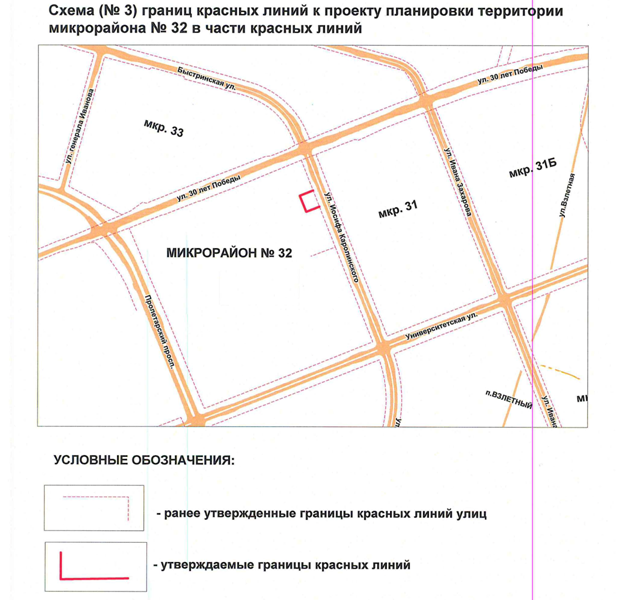 Схема (№ 3) границ красных линий к проекту планировки территории
микрорайона № 32 в части красных линий
Быстринская ул.
ул. 30 лет Победы
ул. генерала Иванова
мкр. 33
ул. Ивана Захарова
мкр. 31Б
ул.Взлетная
ул. 30 лет Победы
ул. Иосифа Каролинского
мкр. 31
МИКРОРАЙОН № 32
Пролетарский просп.
Университетская ул.
п.ВЗЛЕТНЫЙ
ул. Ивана
мк
ул
УСЛОВНЫЕ ОБОЗНАЧЕНИЯ:
- ранее утвержденные границы красных линий улиц
- утверждаемые границы красных линий